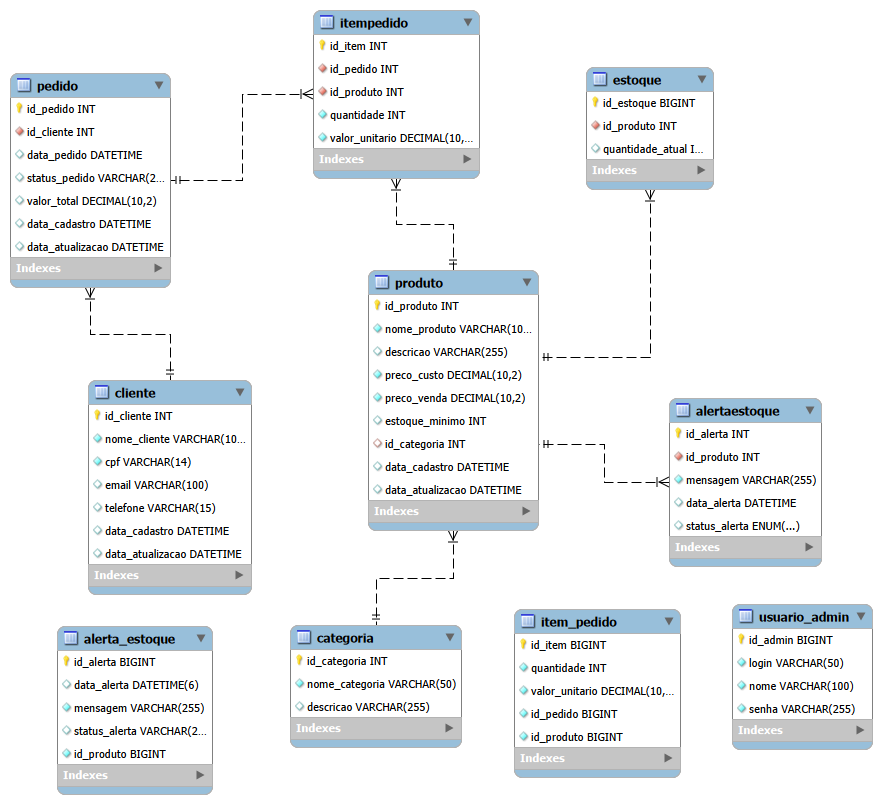 itempedido
id_item INT
id_pedido INT
id_produto INT
quantidade INT
valor_unitario DECIMAL(10,...
Indexes
pedido
id_pedido INT
id_cliente INT
data_pedido DATETIME
status_pedido VARCHAR(2...
valor_total DECIMAL(10,2)
data_cadastro DATETIME
data_atualizacao DATETIME
Indexes
estoque
id_estoque BIGINT
id_produto INT
quantidade_atual I...
Indexes
produto
id_produto INT
nome_produto VARCHAR(10...
descricao VARCHAR(255)
preco_custo DECIMAL(10,2)
preco_venda DECIMAL(10,2)
estoque_minimo INT
id_categoria INT
data_cadastro DATETIME
data_atualizacao DATETIME
Indexes
cliente
id_cliente INT
nome_cliente VARCHAR(10...
cpf VARCHAR(14)
email VARCHAR(100)
telefone VARCHAR(15)
data_cadastro DATETIME
data_atualizacao DATETIME
Indexes
alertaestoque
id_alerta INT
id_produto INT
mensagem VARCHAR(255)
data_alerta DATETIME
status_alerta ENUM(...)
Indexes
alerta_estoque
id_alerta BIGINT
data_alerta DATETIME(6)
mensagem VARCHAR(255)
status_alerta VARCHAR(2...
id_produto BIGINT
Indexes
categoria
id_categoria INT
nome_categoria VARCHAR(50)
descricao VARCHAR(255)
Indexes
item_pedido
id_item BIGINT
quantidade INT
valor_unitario DECIMAL(10,...
id_pedido BIGINT
id_produto BIGINT
Indexes
usuario_admin
id_admin BIGINT
login VARCHAR(50)
nome VARCHAR(100)
senha VARCHAR(255)
Indexes